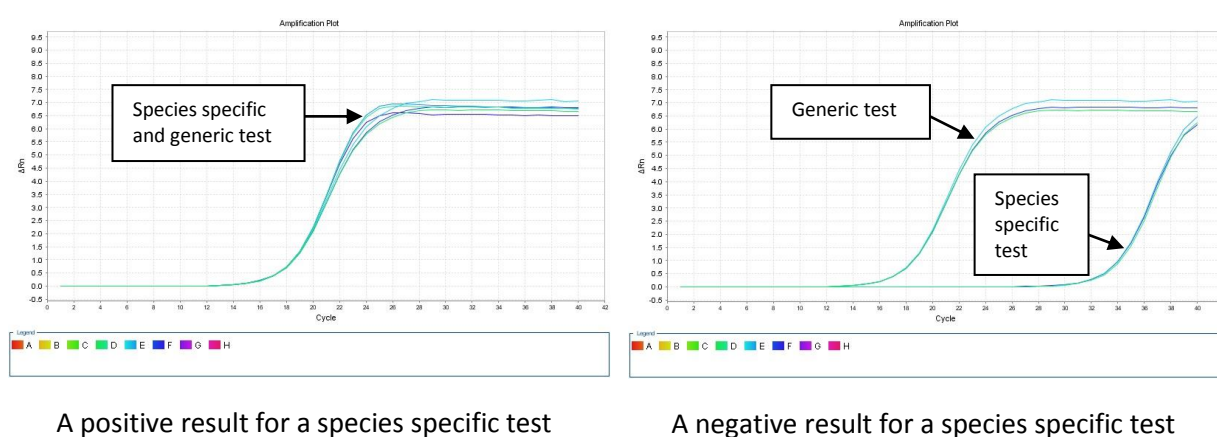 Amplification Plot
9.5
9.0
8.5
8.0
7.5
7.0
6.5
6.0
5.5
5.0
4.5
4.0
3.5
3.0
2.5
2.0
1.5
1.0
0.5
0.0
-0.5
ΔRn
Species specific
and generic test
0 2 4 6 8 10 12 14 16 18 20 22 24 26 28 30 32 34 36 38 40 42
Cycle
Legend
A B C D E F G H
A positive result for a species specific test
Amplification Plot
9.5
9.0
8.5
8.0
7.5
7.0
6.5
6.0
5.5
5.0
4.5
4.0
3.5
3.0
2.5
2.0
1.5
1.0
0.5
0.0
-0.5
ΔRn
Generic test
Species
specific
test
0 2 4 6 8 10 12 14 16 18 20 22 24 26 28 30 32 34 36 38 40
Cycle
Legend
A B C D E F G H
A negative result for a species specific test